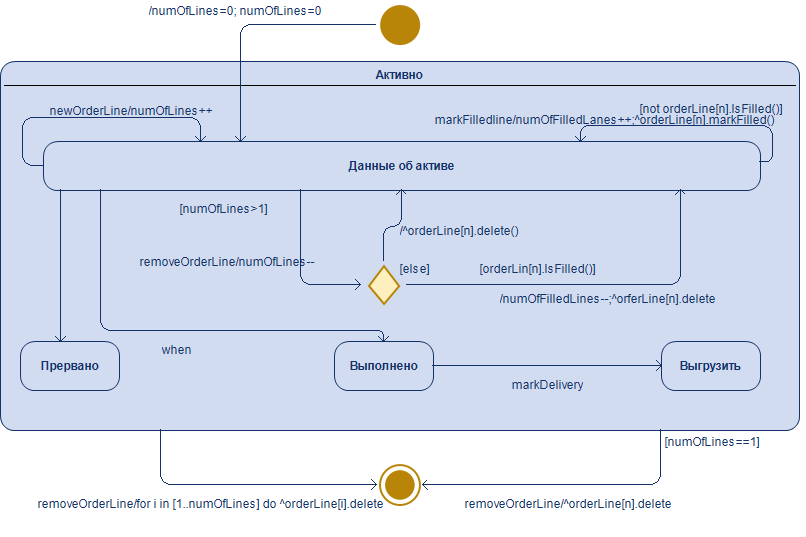 /numOfLines=0; numOfLines=0
Активно
newOrderLine/numOfLines++
[not orderLine[n].IsFilled()]
markFilledline/numOfFilledLanes++;^orderLine[n].markFilled()
Данные об активе
[numOfLines>1]
/^orderLine[n].delete()
removeOrderLine/numOfLines--
[else]
[orderLin[n].IsFilled()]
/numOfFilledLines--;^orferLine[n].delete
when
Прервано
Выполнено
Выгрузить
markDelivery
[numOfLines==1]
removeOrderLine/for i in [1..numOfLines] do ^orderLine[i].delete
removeOrderLine/^orderLine[n].delete